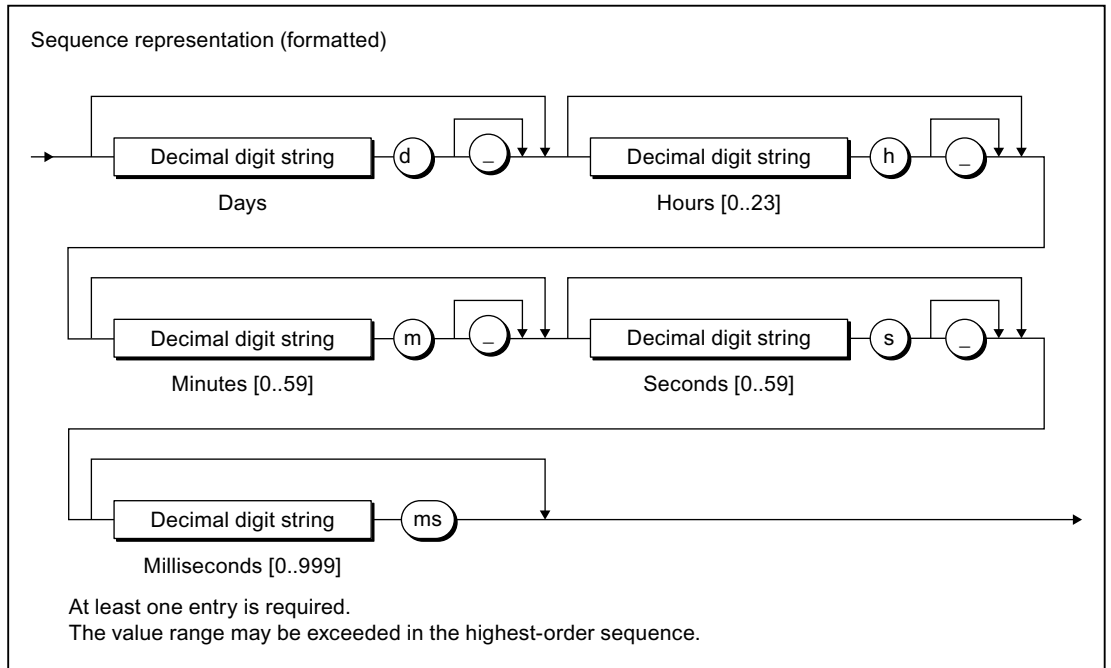 Sequence representation (formatted)
Decimal digit string d _ Decimal digit string h _
Days Hours [0..23]
Decimal digit string m _ Decimal digit string s _
Minutes [0..59] Seconds [0..59]
Decimal digit string ms
Milliseconds [0..999]
At least one entry is required.
The value range may be exceeded in the highest-order sequence.